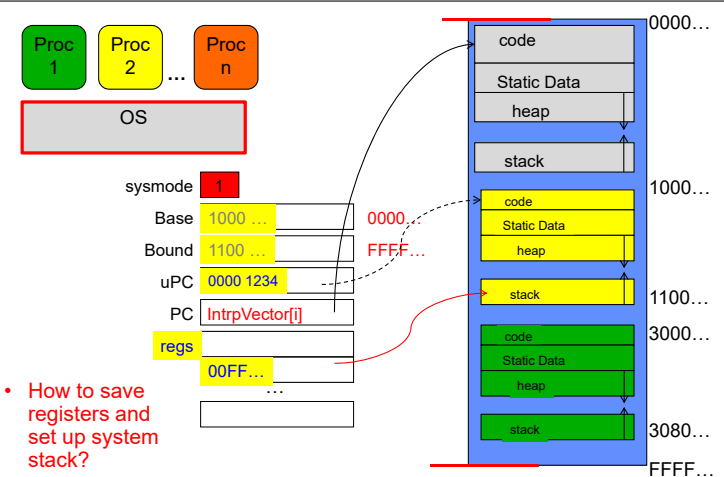 Proc
1
Proc
2
...
Proc
n
OS
sysmode 1
Base 1000 ... 0000...
Bound 1100 ... FFFF...
uPC 0000 1234
PC IntrpVector[i]
regs
00FF...
...
• How to save
registers and
set up system
stack?
code
Static Data
heap
stack
code
Static Data
heap
stack
code
Static Data
heap
stack
0000...
1000...
1100...
3000...
3080...
FFFF...